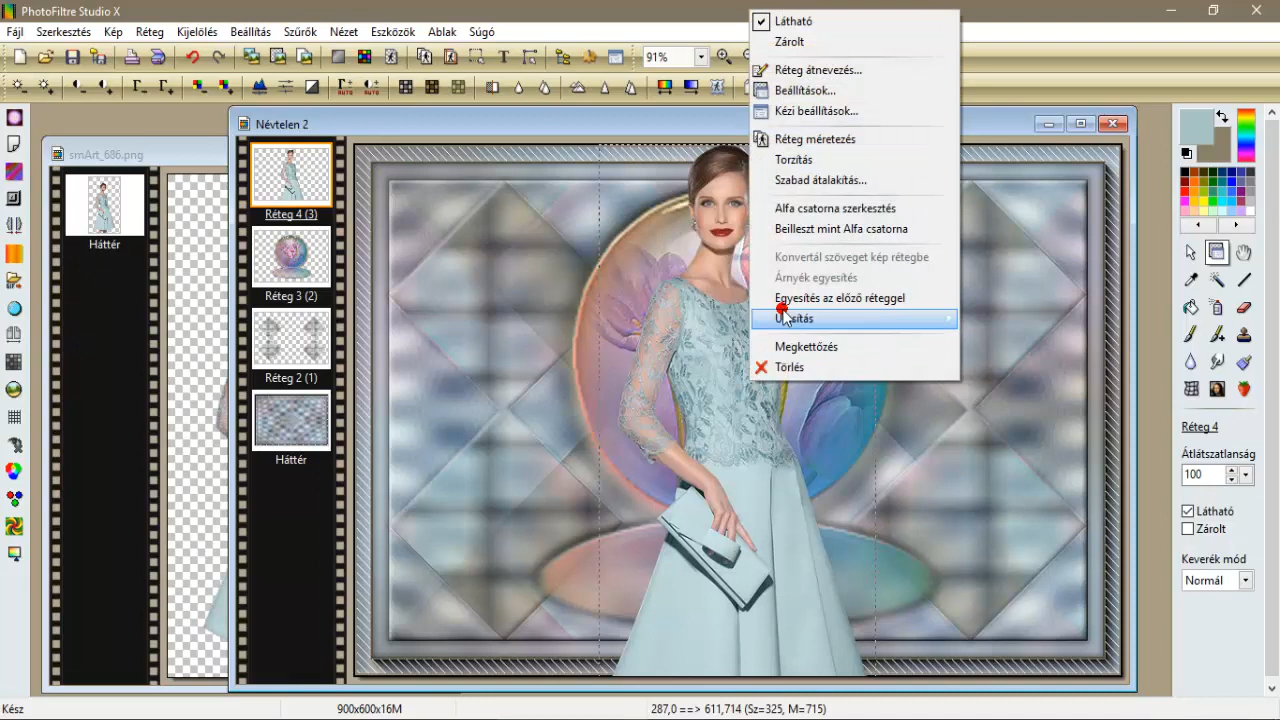 PhotoFiltre Studio X
Fájl Szerkesztés Kép Réteg Kijelölés Beállítás Szűrők Nézet Eszközök Ablak Súgó
91%
smArt_686.png
Háttér
Névtelen 2
Réteg 4 (3)
Réteg 3 (2)
Réteg 2 (1)
Háttér
Látható
Zárolt
Réteg átnevezés...
Beállítások...
Kézi beállítások...
Réteg méretezés
Torzítás
Szabad átalakítás...
Alfa csatorna szerkesztés
Beilleszt mint Alfa csatorna
Konvertál szöveget kép rétegbe
Árnyék egyesítés
Egyesítés az előző réteggel
Megkettőzés
Törlés
Réteg 4
Átlátszatlanság
100
Látható
Zárolt
Keverék mód
Normál
Kész 900x600x16M 287,0 ==> 611,714 (Sz=325, M=715)